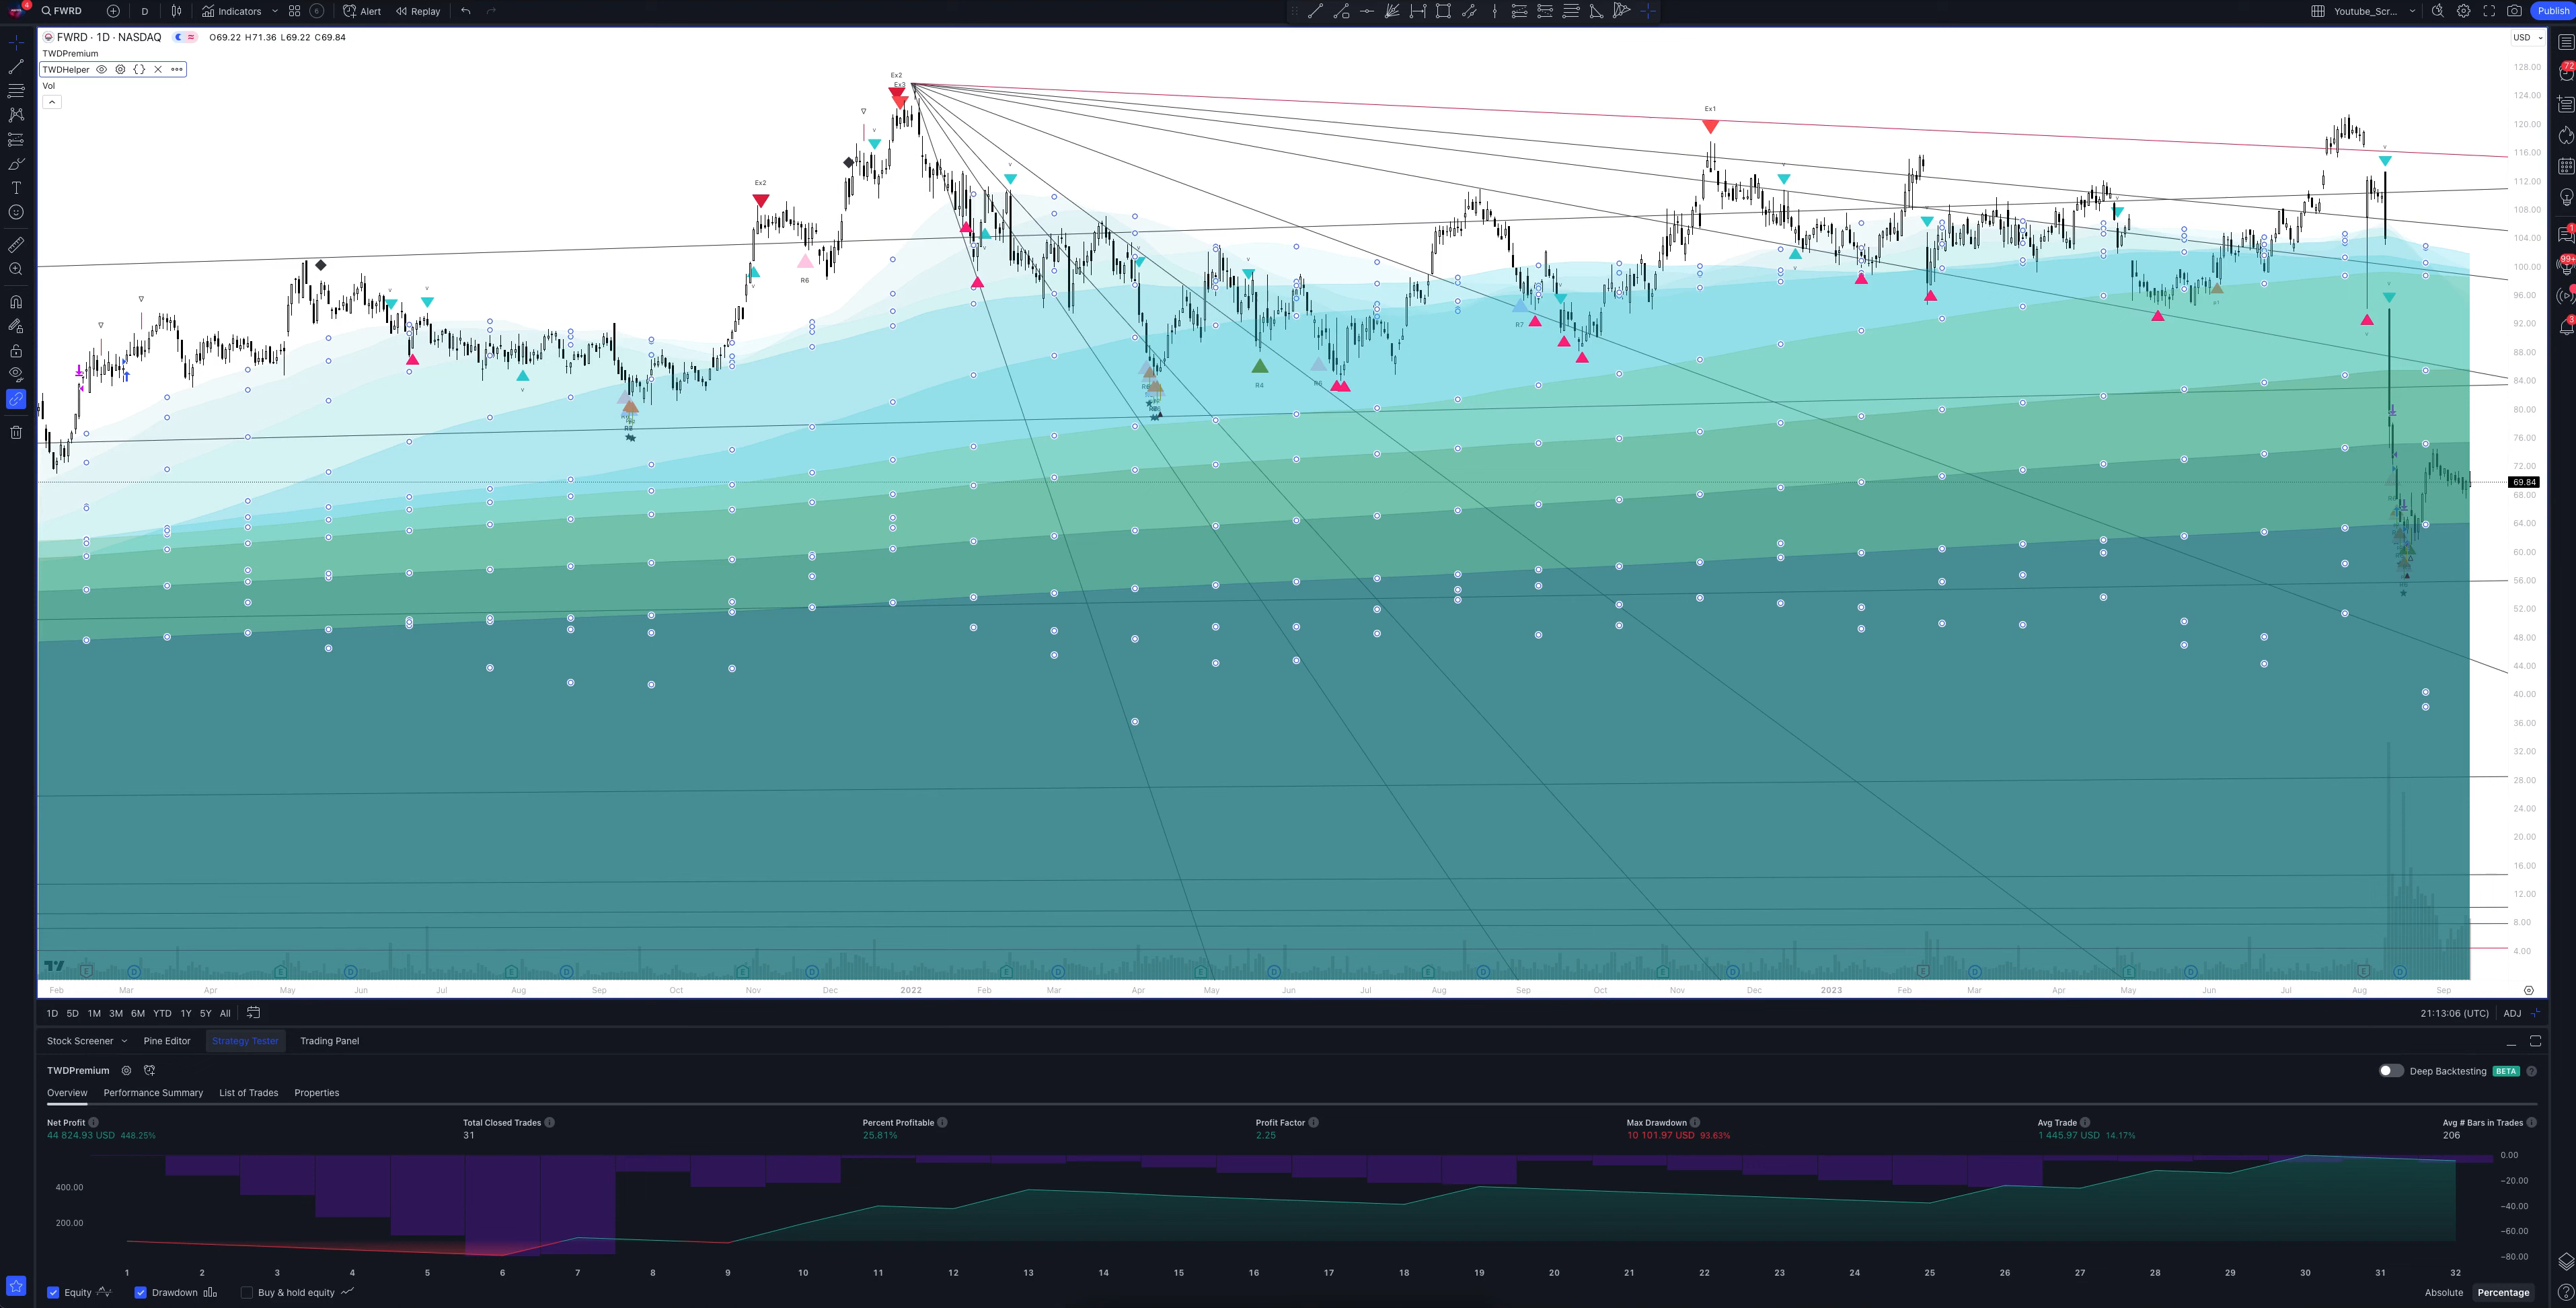 4
FWRD
D
Indicators
6
Alert
Replay
Youtube_Scr...
Publish
FWRD · 1D · NASDAQ
O69.22 H71.36 L69.22 C69.84
USD
TWDPremium
TWDHelper
Vol
128.00
124.00
120.00
116.00
112.00
108.00
104.00
100.00
96.00
92.00
88.00
84.00
80.00
76.00
72.00
69.84
68.00
64.00
60.00
56.00
52.00
48.00
44.00
40.00
36.00
32.00
28.00
24.00
20.00
16.00
12.00
8.00
4.00
72
1
99+
3
Ex2
Ex3
Ex2
Ex1
R6
R7
R4
R6
E D E D E D E D E D E D E D E D E D E D E D
Feb Mar Apr May Jun Jul Aug Sep Oct Nov Dec 2022 Feb Mar Apr May Jun Jul Aug Sep Oct Nov Dec 2023 Feb Mar Apr May Jun Jul Aug Sep
1D 5D 1M 3M 6M YTD 1Y 5Y All
21:13:06 (UTC) ADJ
Stock Screener Pine Editor Strategy Tester Trading Panel
TWDPremium
Deep Backtesting BETA
Overview Performance Summary List of Trades Properties
Net Profit Total Closed Trades Percent Profitable Profit Factor Max Drawdown Avg Trade Avg # Bars in Trades
44 824.93 USD 448.25% 31 25.81% 2.25 10 101.97 USD 93.63% 1 445.97 USD 14.17% 206
400.00
200.00
0.00
−20.00
−40.00
−60.00
−80.00
1 2 3 4 5 6 7 8 9 10 11 12 13 14 15 16 17 18 19 20 21 22 23 24 25 26 27 28 29 30 31 32
Equity Drawdown Buy & hold equity
Absolute Percentage